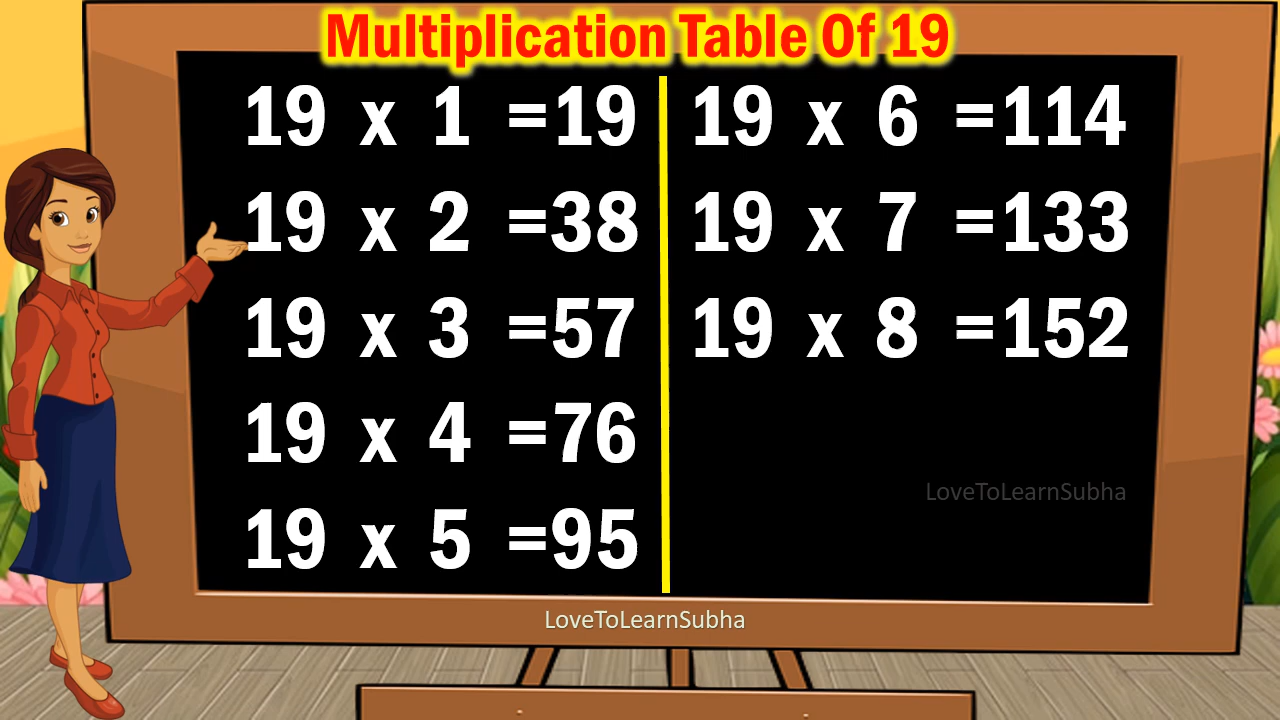 Multiplication Table Of 19
19 x 1 =19
19 x 2 =38
19 x 3 =57
19 x 4 =76
19 x 5 =95
19 x 6 =114
19 x 7 =133
19 x 8 =152
LoveToLearnSubha
LoveToLearnSubha